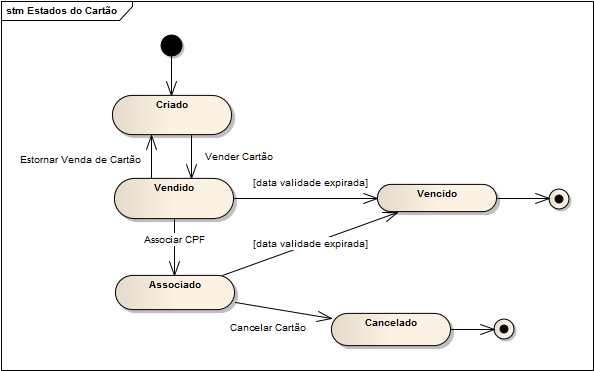 stm Estados do Cartão
Criado
Estornar Venda de Cartão
Vender Cartão
Vendido
[data validade expirada]
Vencido
Associar CPF
[data validade expirada]
Associado
Cancelar Cartão
Cancelado